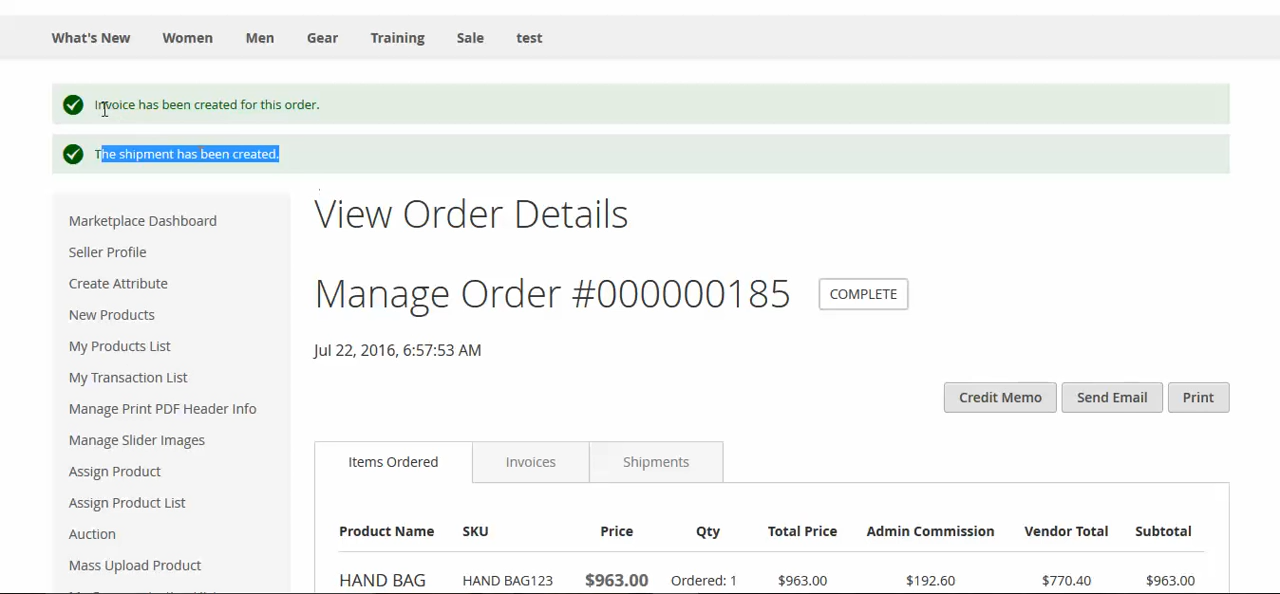 What's New Women Men Gear Training Sale test
Invoice has been created for this order.
The shipment has been created.
Marketplace Dashboard
Seller Profile
Create Attribute
New Products
My Products List
My Transaction List
Manage Print PDF Header Info
Manage Slider Images
Assign Product
Assign Product List
Auction
Mass Upload Product
View Order Details
Manage Order #000000185 COMPLETE
Jul 22, 2016, 6:57:53 AM
Credit Memo Send Email Print
Items Ordered Invoices Shipments
Product Name SKU Price Qty Total Price Admin Commission Vendor Total Subtotal
HAND BAG HAND BAG123 $963.00 Ordered: 1 $963.00 $192.60 $770.40 $963.00